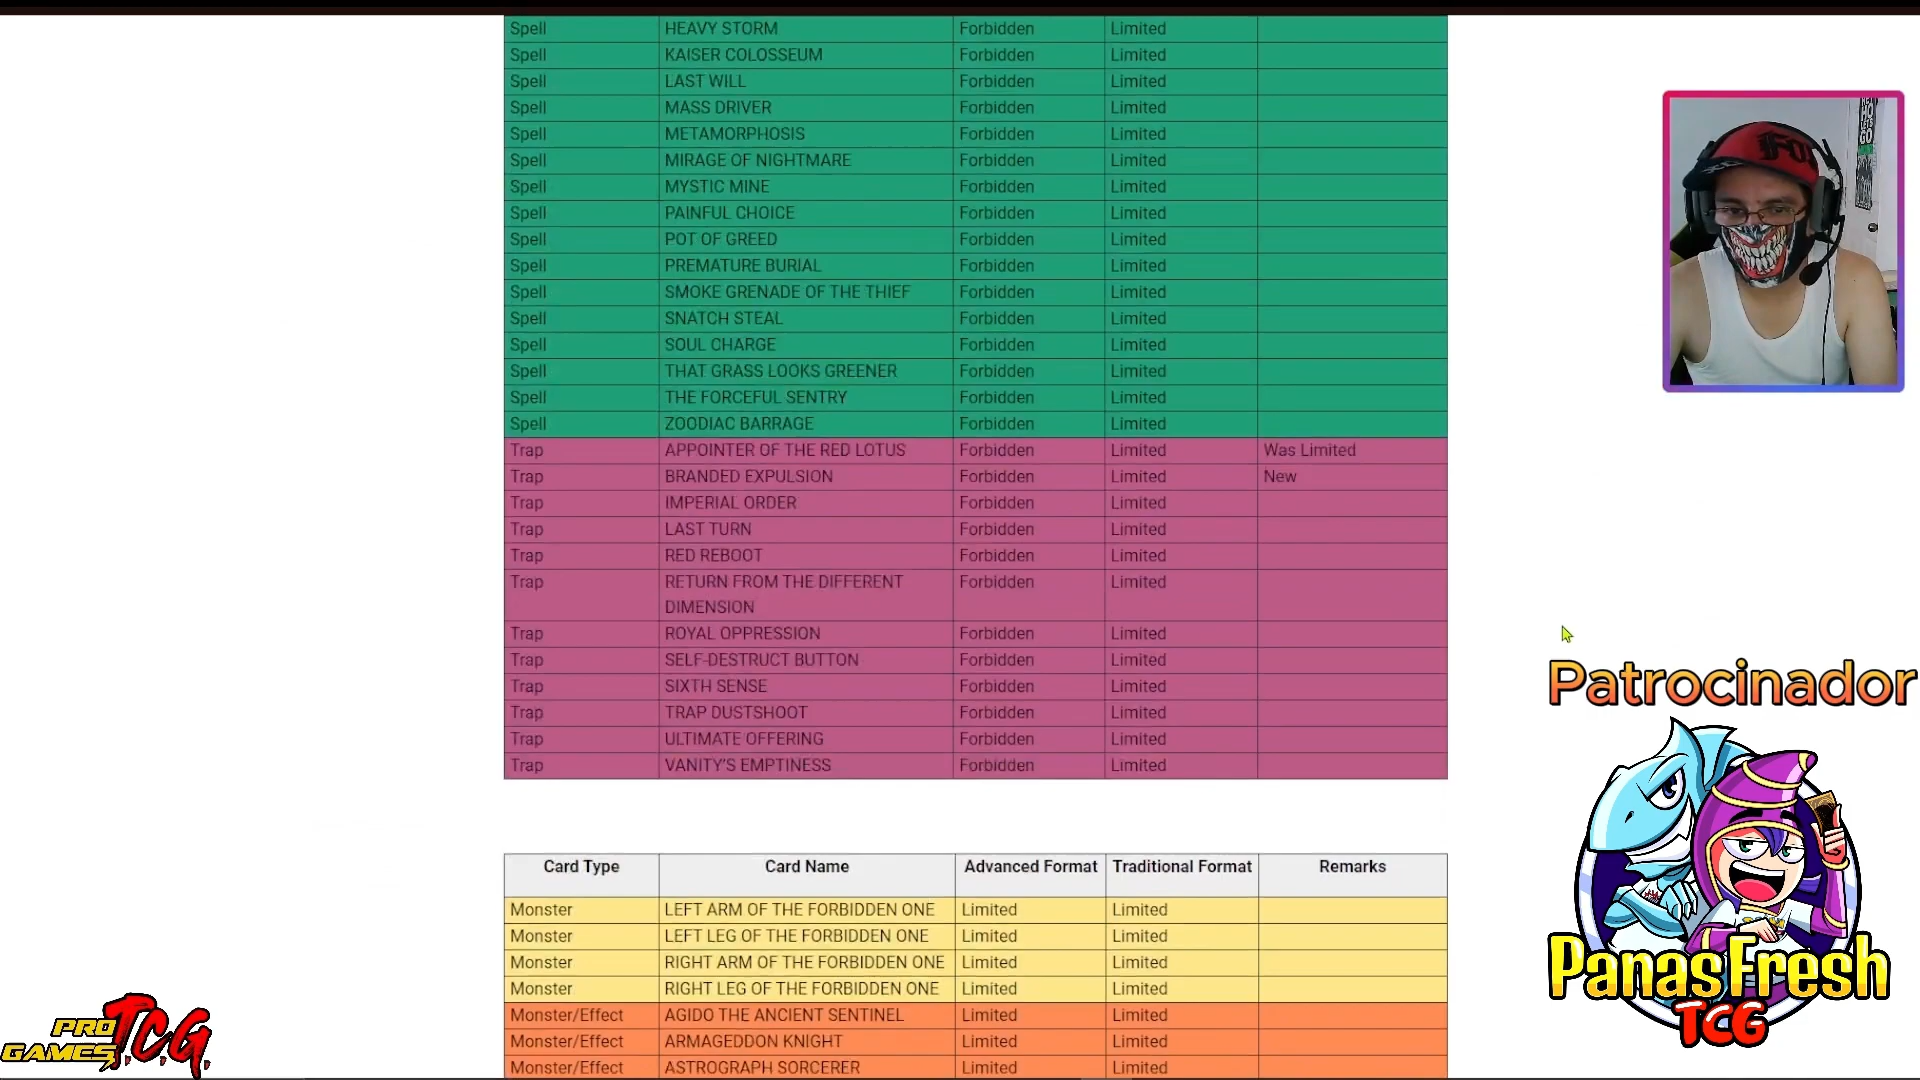 Spell HEAVY STORM Forbidden Limited
Spell KAISER COLOSSEUM Forbidden Limited
Spell LAST WILL Forbidden Limited
Spell MASS DRIVER Forbidden Limited
Spell METAMORPHOSIS Forbidden Limited
Spell MIRAGE OF NIGHTMARE Forbidden Limited
Spell MYSTIC MINE Forbidden Limited
Spell PAINFUL CHOICE Forbidden Limited
Spell POT OF GREED Forbidden Limited
Spell PREMATURE BURIAL Forbidden Limited
Spell SMOKE GRENADE OF THE THIEF Forbidden Limited
Spell SNATCH STEAL Forbidden Limited
Spell SOUL CHARGE Forbidden Limited
Spell THAT GRASS LOOKS GREENER Forbidden Limited
Spell THE FORCEFUL SENTRY Forbidden Limited
Spell ZOODIAC BARRAGE Forbidden Limited
Trap APPOINTER OF THE RED LOTUS Forbidden Limited Was Limited
Trap BRANDED EXPULSION Forbidden Limited New
Trap IMPERIAL ORDER Forbidden Limited
Trap LAST TURN Forbidden Limited
Trap RED REBOOT Forbidden Limited
Trap RETURN FROM THE DIFFERENT Forbidden Limited
DIMENSION
Trap ROYAL OPPRESSION Forbidden Limited
Trap SELF-DESTRUCT BUTTON Forbidden Limited
Trap SIXTH SENSE Forbidden Limited
Trap TRAP DUSTSHOOT Forbidden Limited
Trap ULTIMATE OFFERING Forbidden Limited
Trap VANITY'S EMPTINESS Forbidden Limited
Card Type Card Name Advanced Format Traditional Format Remarks
Monster LEFT ARM OF THE FORBIDDEN ONE Limited Limited
Monster LEFT LEG OF THE FORBIDDEN ONE Limited Limited
Monster RIGHT ARM OF THE FORBIDDEN ONE Limited Limited
Monster RIGHT LEG OF THE FORBIDDEN ONE Limited Limited
Monster/Effect AGIDO THE ANCIENT SENTINEL Limited Limited
Monster/Effect ARMAGEDDON KNIGHT Limited Limited
Monster/Effect ASTROGRAPH SORCERER Limited Limited
Patrocinador
PanasFresh
TCG
PRO
GAMES
T.C.G.